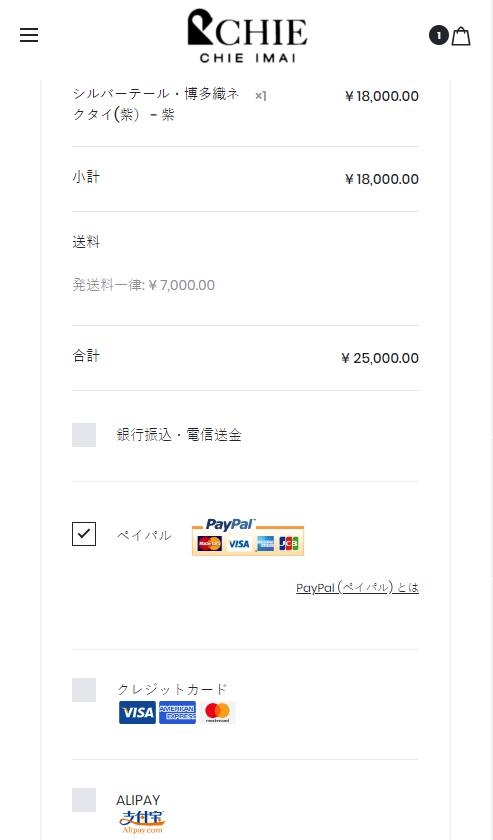 CHIE
CHIE IMAI
1
シルバーテール・博多織ネ ×1 ¥ 18,000.00
クタイ(紫） – 紫
小計 ¥ 18,000.00
送料
発送料一律: ¥ 7,000.00
合計 ¥ 25,000.00
銀行振込・電信送金
ペイパル PayPal
MasterCard VISA AMERICAN EXPRESS JCB
PayPal (ペイパル) とは
クレジットカード
VISA AMERICAN EXPRESS mastercard
ALIPAY
支付宝
Alipay.com